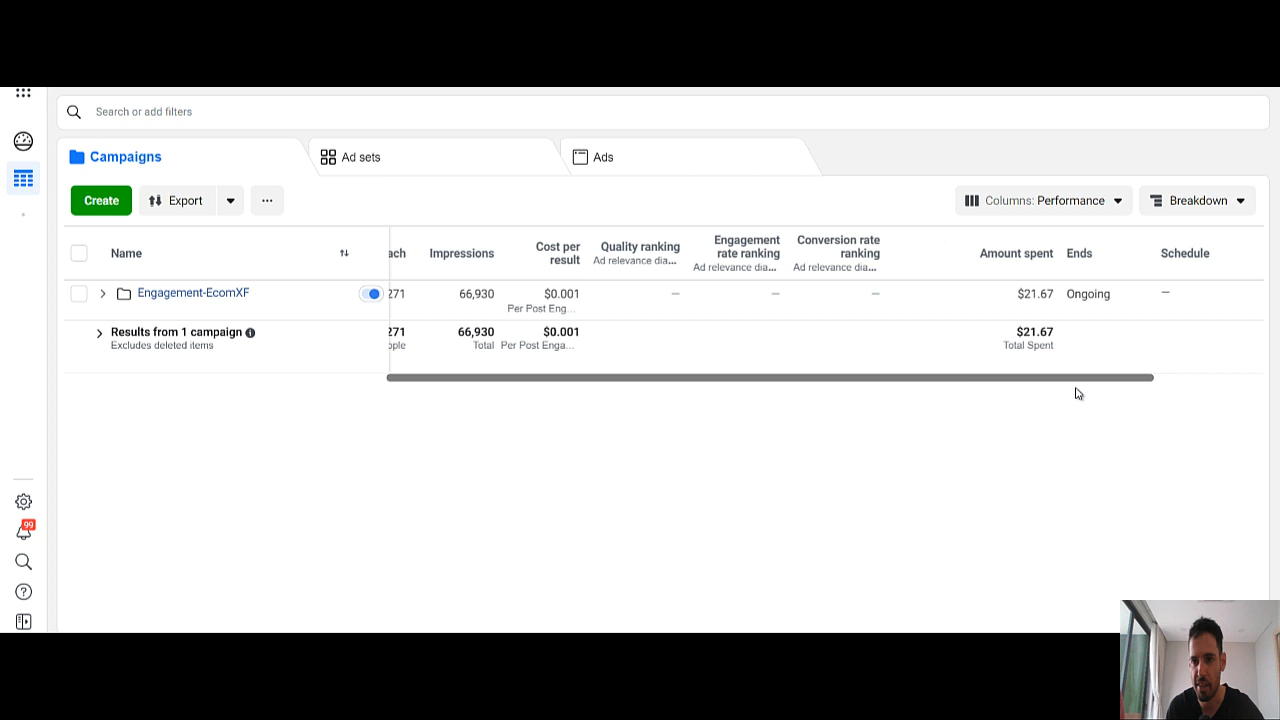 Search or add filters
Campaigns
Ad sets
Ads
Create
Export
...
Columns: Performance
Breakdown
Name
ach
Impressions
Cost per
result
Quality ranking
Ad relevance dia...
Engagement
rate ranking
Ad relevance dia...
Conversion rate
ranking
Ad relevance dia...
Amount spent
Ends
Schedule
Engagement-EcomXF
271
66,930
$0.001
Per Post Eng...
—
—
—
$21.67
Ongoing
—
Results from 1 campaign
Excludes deleted items
271
ople
66,930
Total
$0.001
Per Post Enga...
$21.67
Total Spent
99